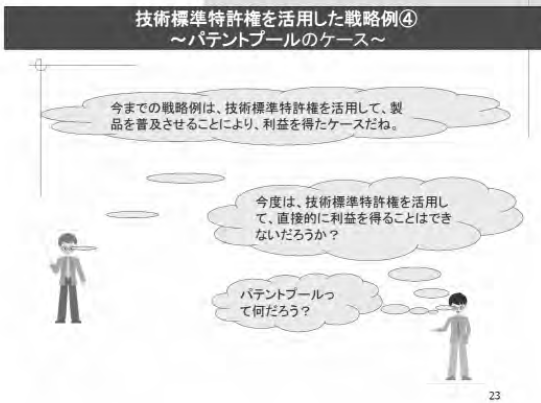 技術標準特許権を活用した戦略例④
～パテントプールのケース～
今までの戦略例は、技術標準特許権を活用して、製
品を普及させることにより、利益を得たケースだね。
今度は、技術標準特許権を活用し
て、直接的に利益を得ることはでき
ないだろうか？
パテントプールっ
て何だろう？
23